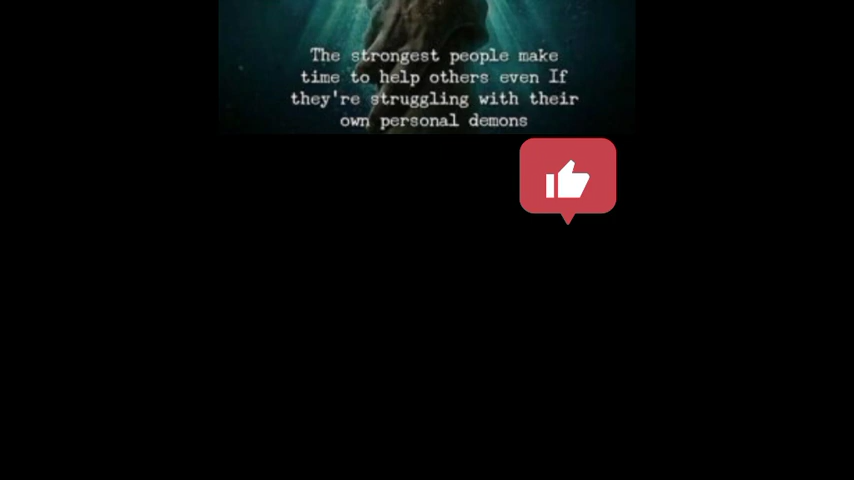 The strongest people make
time to help others even If
they're struggling with their
own personal demons